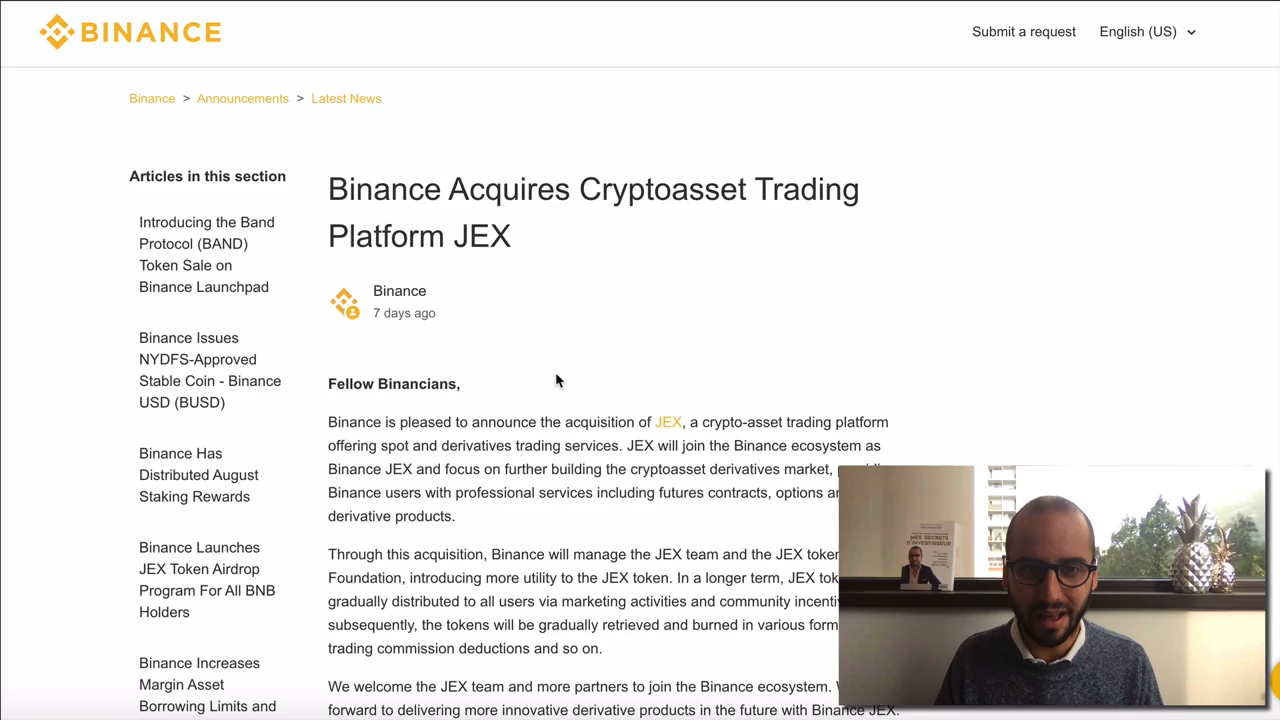 BINANCE
Submit a request
English (US)
Binance > Announcements > Latest News
Articles in this section
Introducing the Band
Protocol (BAND)
Token Sale on
Binance Launchpad
Binance Issues
NYDFS-Approved
Stable Coin - Binance
USD (BUSD)
Binance Has
Distributed August
Staking Rewards
Binance Launches
JEX Token Airdrop
Program For All BNB
Holders
Binance Increases
Margin Asset
Borrowing Limits and
Binance Acquires Cryptoasset Trading
Platform JEX
Binance
7 days ago
Fellow Binancians,
Binance is pleased to announce the acquisition of JEX, a crypto-asset trading platform
offering spot and derivatives trading services. JEX will join the Binance ecosystem as
Binance JEX and focus on further building the cryptoasset derivatives market,
Binance users with professional services including futures contracts, options
derivative products.
Through this acquisition, Binance will manage the JEX team and the JEX
Foundation, introducing more utility to the JEX token. In a longer term, JEX
gradually distributed to all users via marketing activities and community
subsequently, the tokens will be gradually retrieved and burned in various
trading commission deductions and so on.
We welcome the JEX team and more partners to join the Binance ecosystem.
forward to delivering more innovative derivative products in the future with Binance JEX.
MES SECRETS
D'INVESTISSEUR